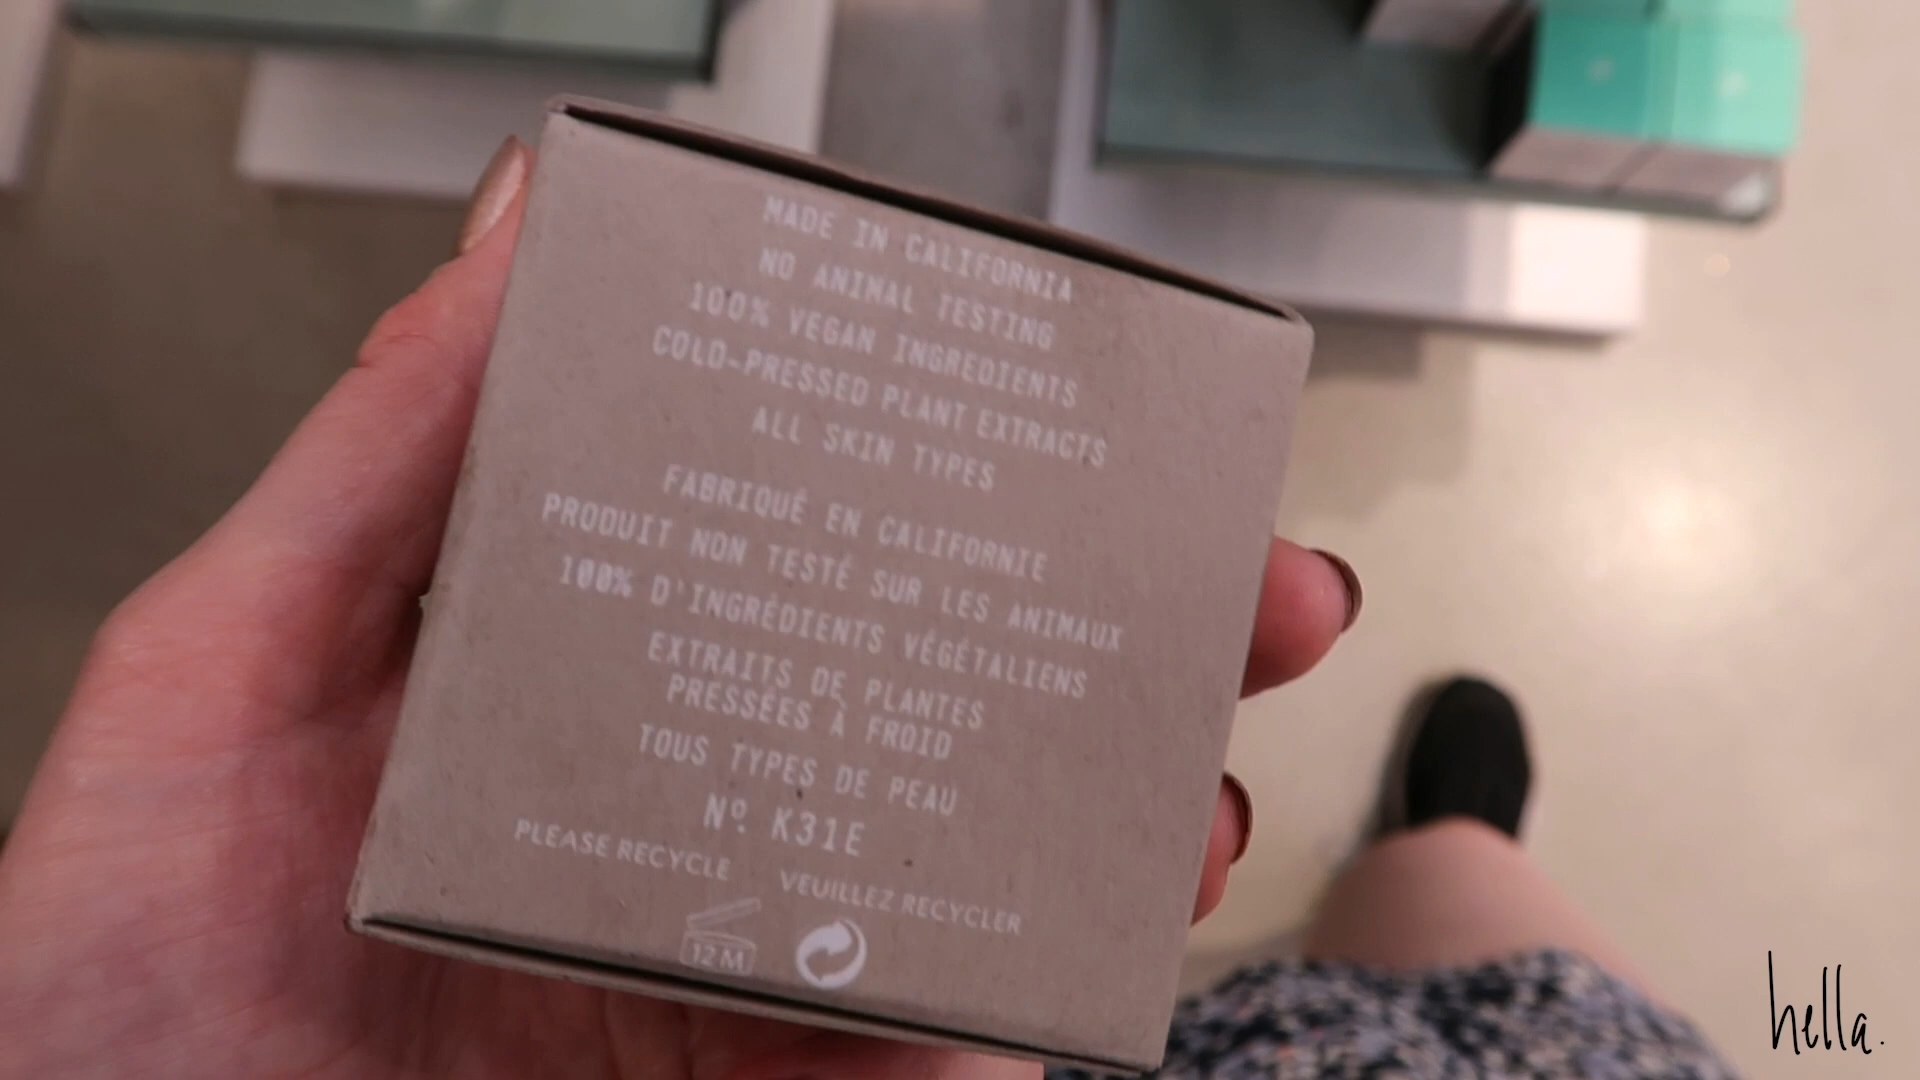 MADE IN CALIFORNIA
NO ANIMAL TESTING
100% VEGAN INGREDIENTS
COLD-PRESSED PLANT EXTRACTS
ALL SKIN TYPES
FABRIQUÉ EN CALIFORNIE
PRODUIT NON TESTÉ SUR LES ANIMAUX
100% D'INGRÉDIENTS VÉGÉTALIENS
EXTRAITS DE PLANTES
PRESSÉES À FROID
TOUS TYPES DE PEAU
Nº K31E
PLEASE RECYCLE VEUILLEZ RECYCLER
12 M
hella.